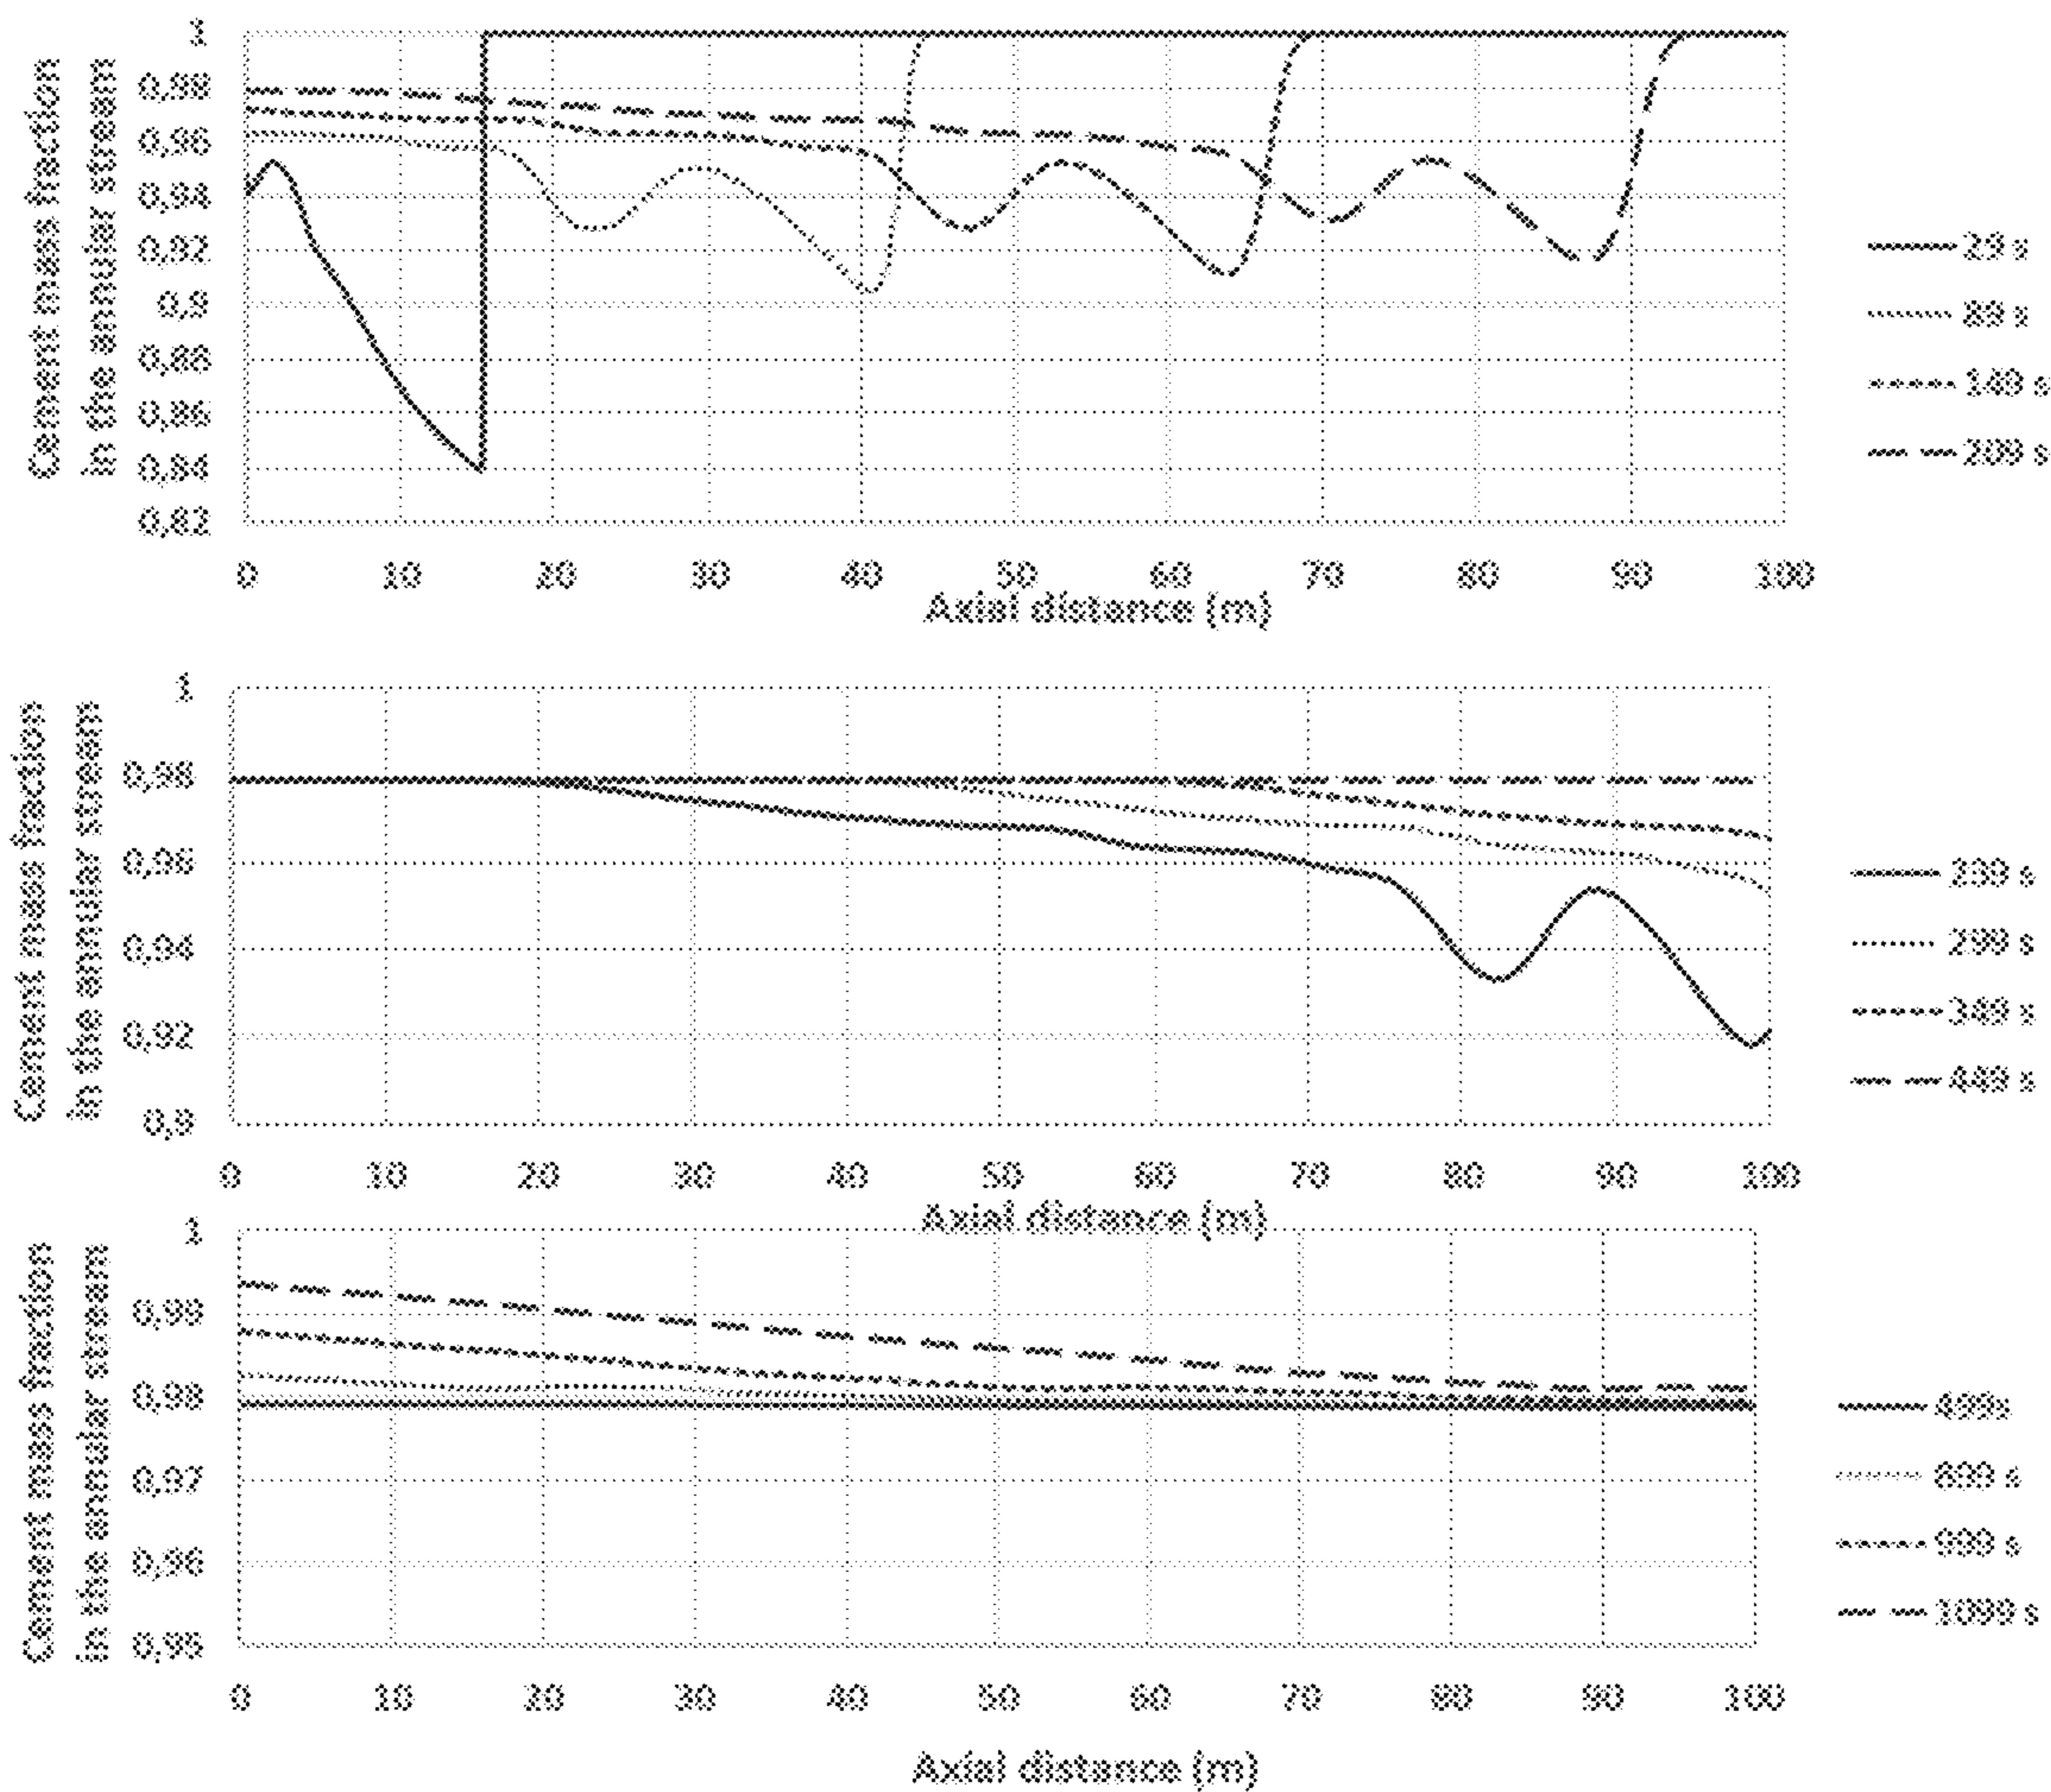 Cement mass fraction
in the annular stream
1
0,98
0,96
0,94
0,92
0,9
0,88
0,86
0,84
0,82
0 10 20 30 40 50 60 70 80 90 100
Axial distance (m)
29 s
89 s
149 s
209 s
Cement mass fraction
in the annular stream
1
0,98
0,96
0,94
0,92
0,9
0 10 20 30 40 50 60 70 80 90 100
Axial distance (m)
239 s
299 s
349 s
449 s
Cement mass fraction
in the annular stream
1
0,99
0,98
0,97
0,96
0,95
0 10 20 30 40 50 60 70 80 90 100
Axial distance (m)
499s
899 s
999 s
1099 s